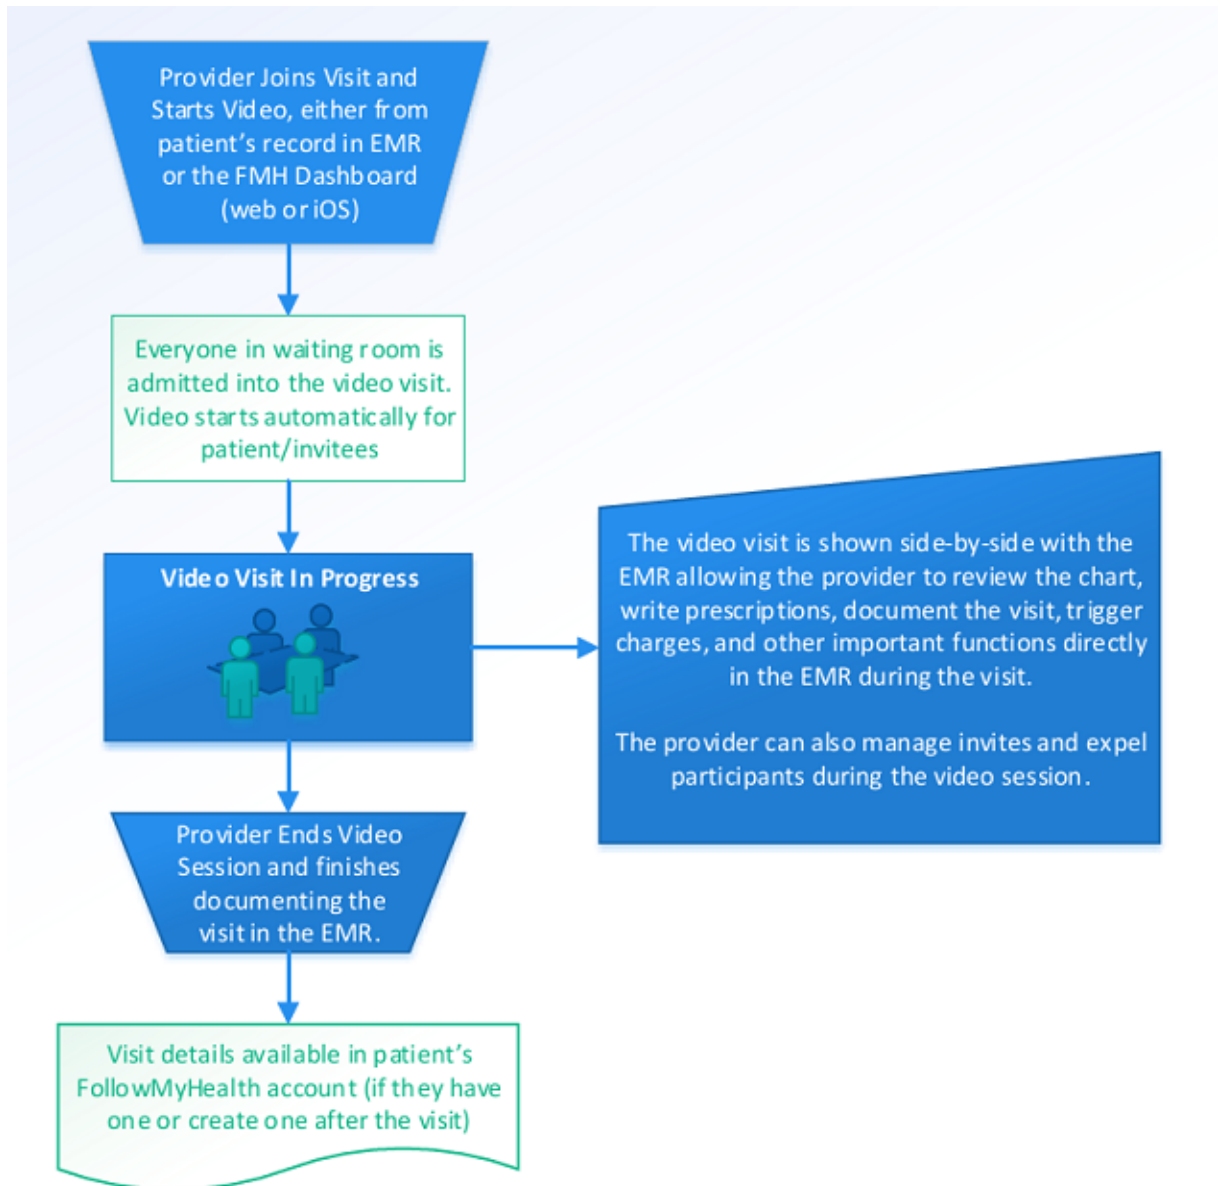 Provider Joins Visit and
Starts Video, either from
patient's record in EMR
or the FMH Dashboard
(web or iOS)
Everyone in waiting room is
admitted into the video visit.
Video starts automatically for
patient/invitees
Video Visit In Progress
The video visit is shown side-by-side with the
EMR allowing the provider to review the chart,
write prescriptions, document the visit, trigger
charges, and other important functions directly
in the EMR during the visit.
The provider can also manage invites and expel
participants during the video session.
Provider Ends Video
Session and finishes
documenting the
visit in the EMR.
Visit details available in patient's
FollowMyHealth account (if they have
one or create one after the visit)